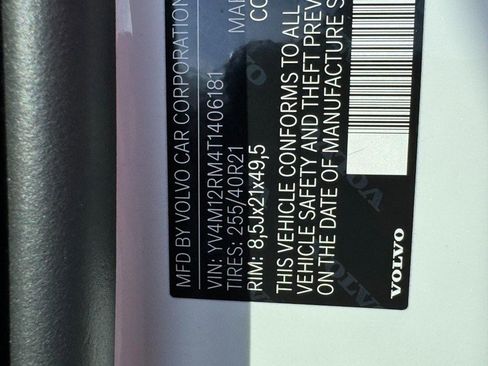 MFD BY VOLVO CAR CORPORATION
VIN: YV4M12RM4T1406181
TIRES: 255/40R21
RIM: 8,5Jx21x49,5
THIS VEHICLE CONFORMS TO ALL
VEHICLE SAFETY AND THEFT PREV
ON THE DATE OF MANUFACTURE S
VOLVO